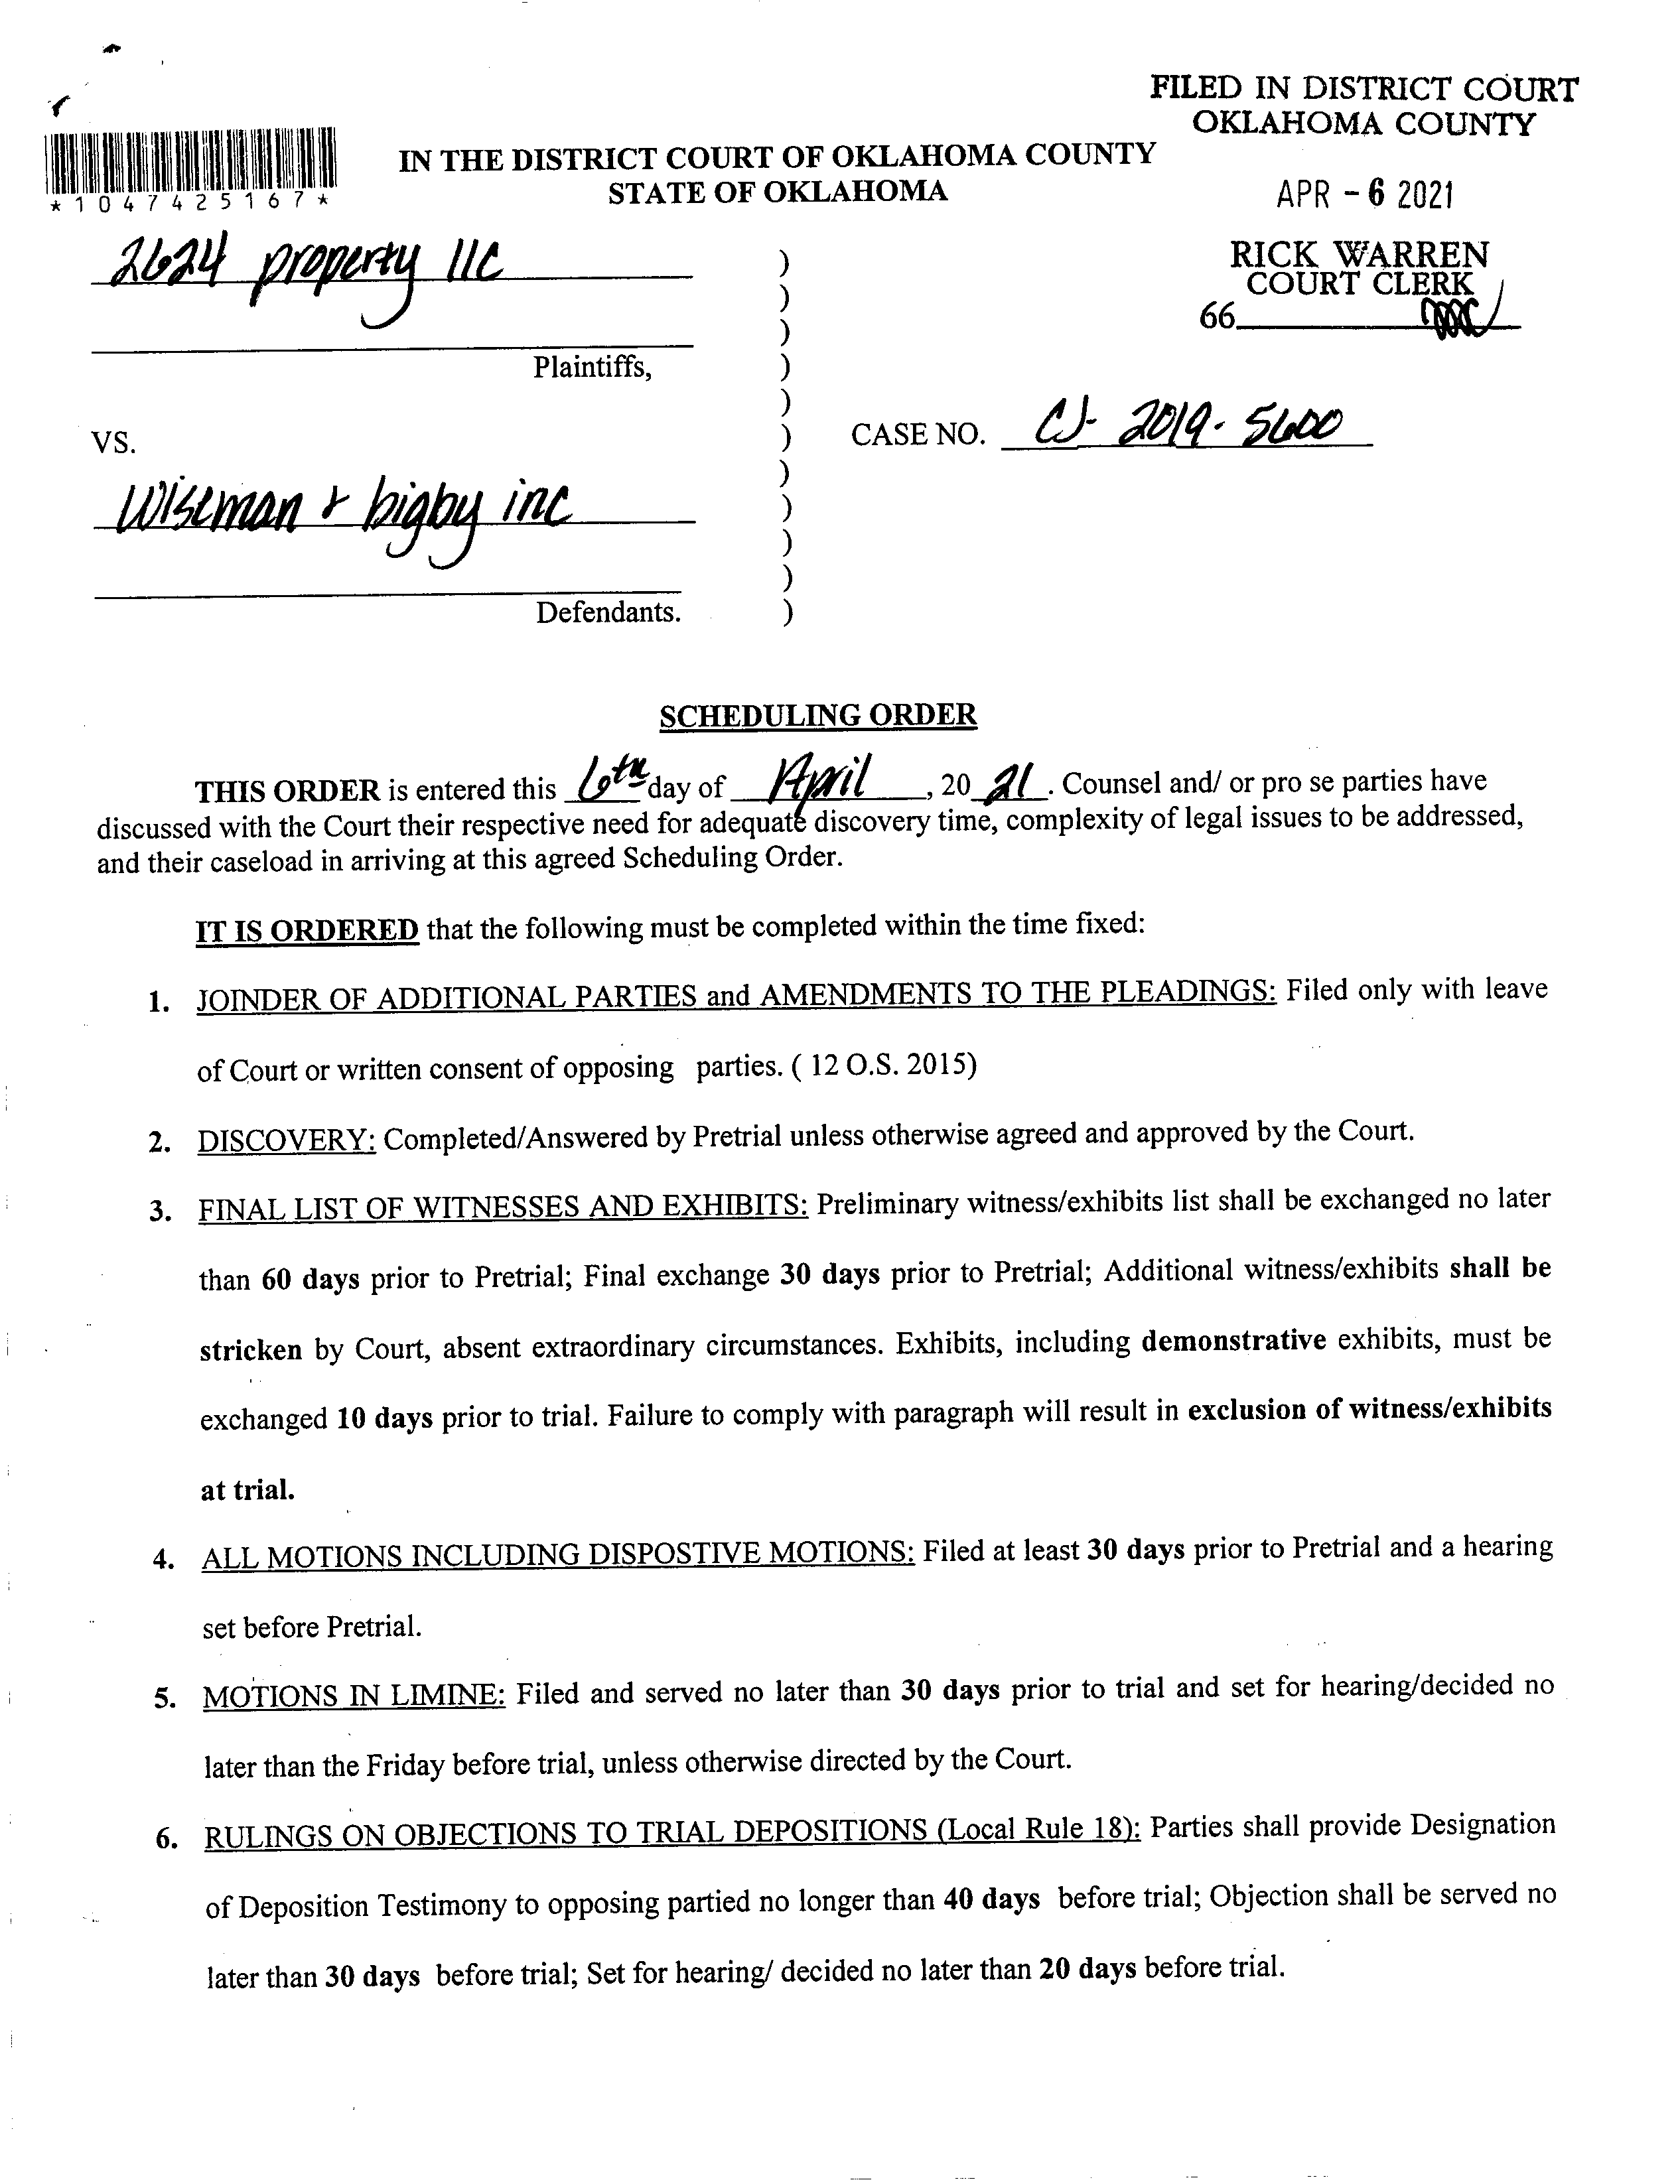 FILED IN DISTRICT COURT
OKLAHOMA COUNTY
IN THE DISTRICT COURT OF OKLAHOMA COUNTY
STATE OF OKLAHOMA
*1047425167*
APR - 6 2021
RICK WARREN
COURT CLERK
66
2624 property llc
)
)
)
Plaintiffs, )
)
VS. ) CASE NO. CJ- 2019- 5600
)
Wiseman & bigby inc )
)
)
Defendants. )
SCHEDULING ORDER
THIS ORDER is entered this 6th day of April, 20 21. Counsel and/ or pro se parties have
discussed with the Court their respective need for adequate discovery time, complexity of legal issues to be addressed,
and their caseload in arriving at this agreed Scheduling Order.
IT IS ORDERED that the following must be completed within the time fixed:
1. JOINDER OF ADDITIONAL PARTIES and AMENDMENTS TO THE PLEADINGS: Filed only with leave
of Court or written consent of opposing parties. ( 12 O.S. 2015)
2. DISCOVERY: Completed/Answered by Pretrial unless otherwise agreed and approved by the Court.
3. FINAL LIST OF WITNESSES AND EXHIBITS: Preliminary witness/exhibits list shall be exchanged no later
than 60 days prior to Pretrial; Final exchange 30 days prior to Pretrial; Additional witness/exhibits shall be
stricken by Court, absent extraordinary circumstances. Exhibits, including demonstrative exhibits, must be
exchanged 10 days prior to trial. Failure to comply with paragraph will result in exclusion of witness/exhibits
at trial.
4. ALL MOTIONS INCLUDING DISPOSTIVE MOTIONS: Filed at least 30 days prior to Pretrial and a hearing
set before Pretrial.
5. MOTIONS IN LIMINE: Filed and served no later than 30 days prior to trial and set for hearing/decided no
later than the Friday before trial, unless otherwise directed by the Court.
6. RULINGS ON OBJECTIONS TO TRIAL DEPOSITIONS (Local Rule 18): Parties shall provide Designation
of Deposition Testimony to opposing partied no longer than 40 days before trial; Objection shall be served no
later than 30 days before trial; Set for hearing/ decided no later than 20 days before trial.